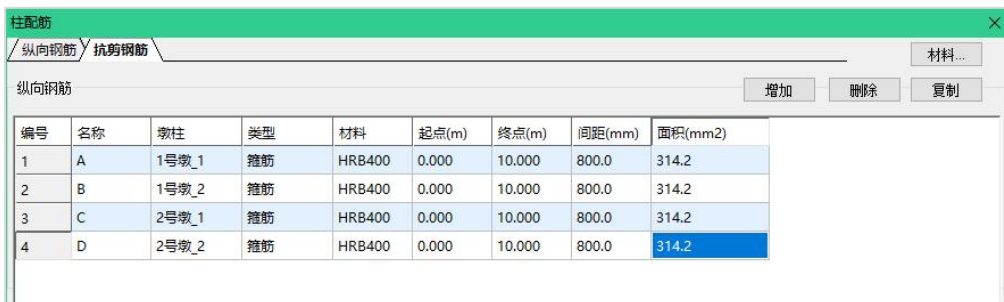 柱配筋
纵向钢筋 抗剪钢筋
材料...
纵向钢筋 增加 删除 复制
编号 名称 墩柱 类型 材料 起点(m) 终点(m) 间距(mm) 面积(mm2)
1 A 1号墩_1 箍筋 HRB400 0.000 10.000 800.0 314.2
2 B 1号墩_2 箍筋 HRB400 0.000 10.000 800.0 314.2
3 C 2号墩_1 箍筋 HRB400 0.000 10.000 800.0 314.2
4 D 2号墩_2 箍筋 HRB400 0.000 10.000 800.0 314.2